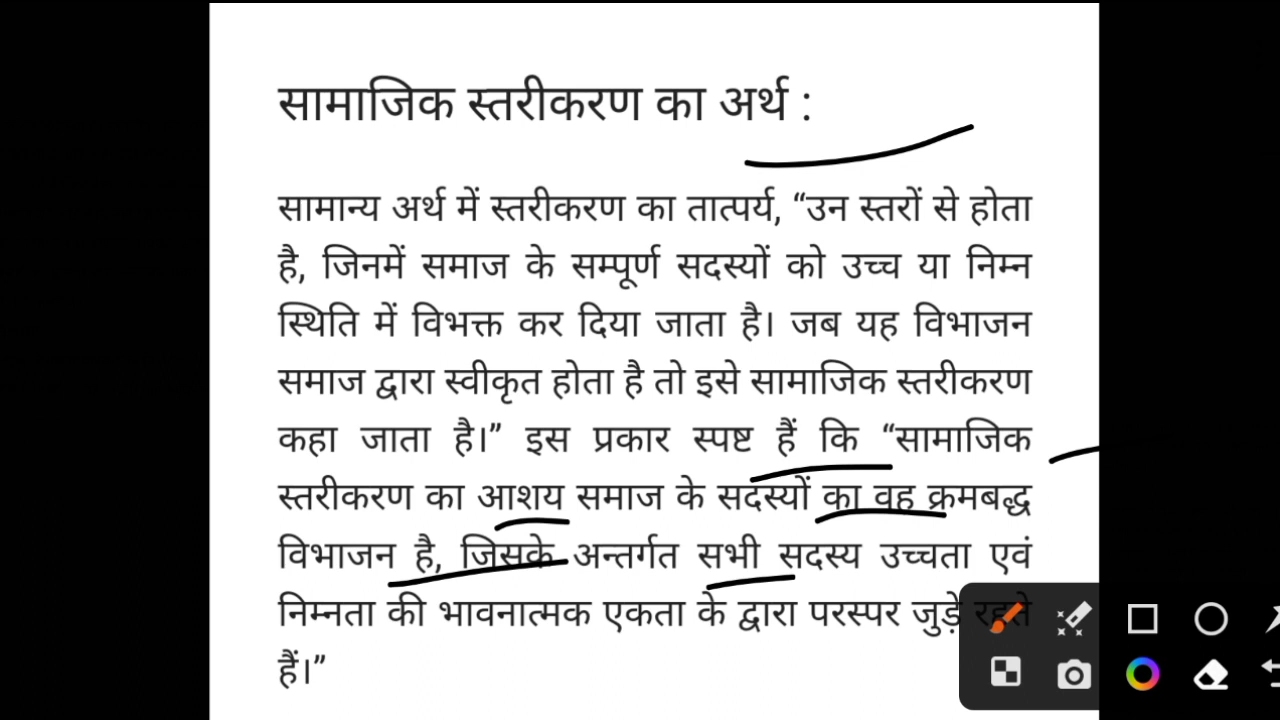 सामाजिक स्तरीकरण का अर्थ :
सामान्य अर्थ में स्तरीकरण का तात्पर्य, “उन स्तरों से होता
है, जिनमें समाज के सम्पूर्ण सदस्यों को उच्च या निम्न
स्थिति में विभक्त कर दिया जाता है। जब यह विभाजन
समाज द्वारा स्वीकृत होता है तो इसे सामाजिक स्तरीकरण
कहा जाता है।” इस प्रकार स्पष्ट हैं कि “सामाजिक
स्तरीकरण का आशय समाज के सदस्यों का वह क्रमबद्ध
विभाजन है, जिसके अन्तर्गत सभी सदस्य उच्चता एवं
निम्नता की भावनात्मक एकता के द्वारा परस्पर जुड़े रहते
हैं।”